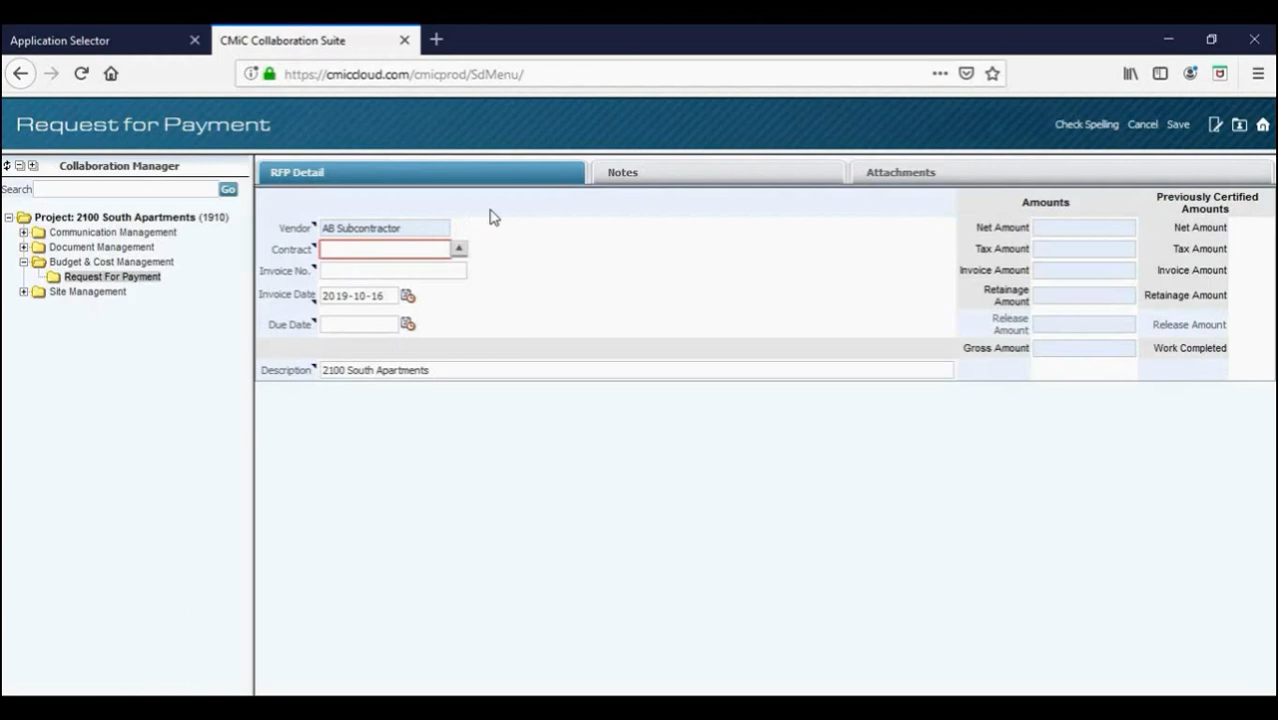 Application Selector
CMiC Collaboration Suite
https://cmiccloud.com/cmicprod/SdMenu/
Request for Payment
Check Spelling Cancel Save
Collaboration Manager
Search Go
Project: 2100 South Apartments (1910)
Communication Management
Document Management
Budget & Cost Management
Request For Payment
Site Management
RFP Detail
Notes
Attachments
Vendor AB Subcontractor
Contract
Invoice No.
Invoice Date 2019-10-16
Due Date
Description 2100 South Apartments
Amounts
Net Amount
Tax Amount
Invoice Amount
Retainage
Amount
Release
Amount
Gross Amount
Previously Certified
Amounts
Net Amount
Tax Amount
Invoice Amount
Retainage Amount
Release Amount
Work Completed